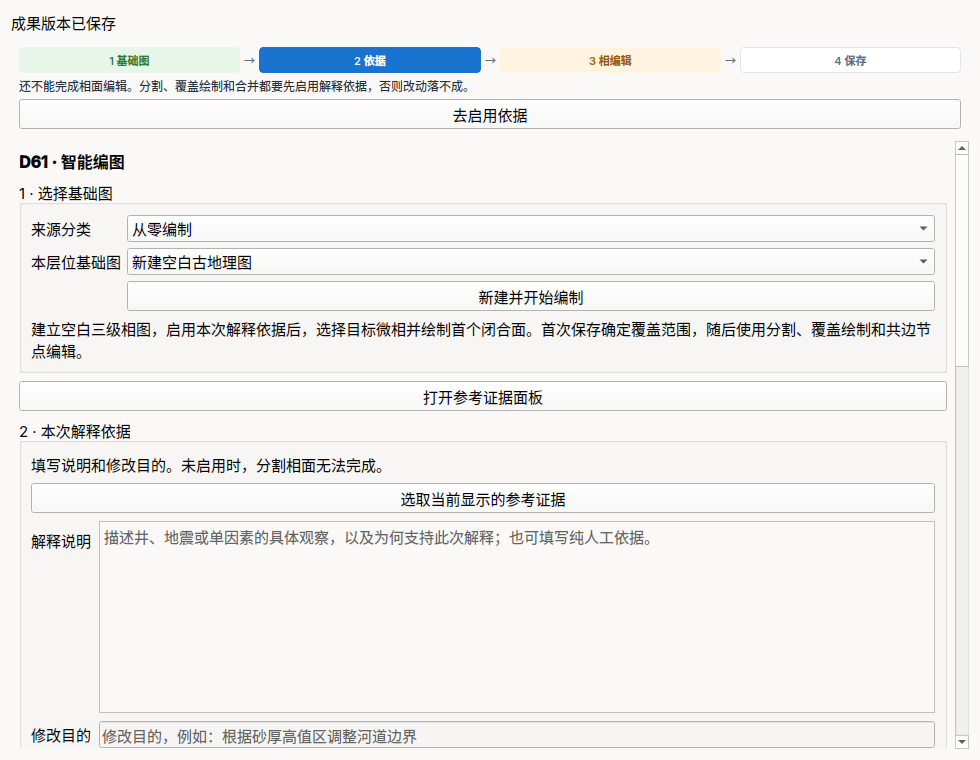 成果版本已保存
1 基础图 → 2 依据 → 3 相编辑 → 4 保存
还不能完成相面编辑。分割、覆盖绘制和合并都要先启用解释依据，否则改动落不成。
去启用依据
D61 · 智能编图
1 · 选择基础图
来源分类 从零编制
本层位基础图 新建空白古地理图
新建并开始编制
建立空白三级相图，启用本次解释依据后，选择目标微相并绘制首个闭合面。首次保存确定覆盖范围，随后使用分割、覆盖绘制和共边节
点编辑。
打开参考证据面板
2 · 本次解释依据
填写说明和修改目的。未启用时，分割相面无法完成。
选取当前显示的参考证据
解释说明 描述井、地震或单因素的具体观察，以及为何支持此次解释；也可填写纯人工依据。
修改目的 修改目的，例如：根据砂厚高值区调整河道边界